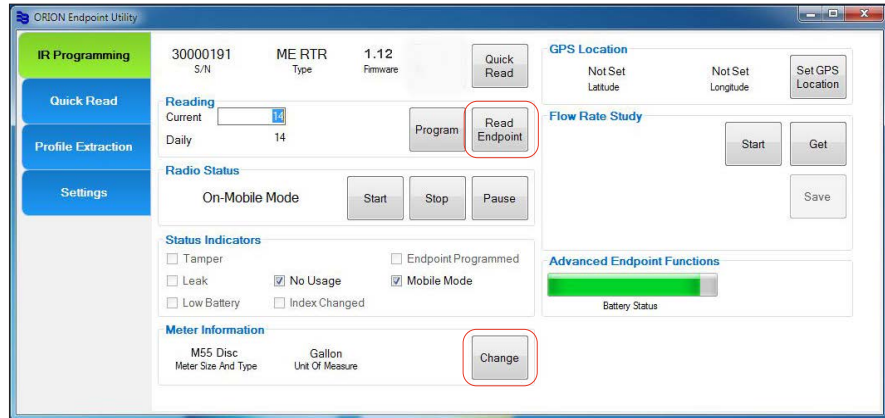 ORION Endpoint Utility
IR Programming
Quick Read
Profile Extraction
Settings
30000191 ME RTR 1.12
S/N Type Firmware
Quick
Read
Reading
Current 14
Daily 14
Program
Read
Endpoint
Radio Status
On-Mobile Mode
Start
Stop
Pause
Status Indicators
Tamper Endpoint Programmed
Leak No Usage Mobile Mode
Low Battery Index Changed
Meter Information
M55 Disc Gallon
Meter Size And Type Unit Of Measure
Change
GPS Location
Not Set Not Set
Latitude Longitude
Set GPS
Location
Flow Rate Study
Start
Get
Save
Advanced Endpoint Functions
Battery Status